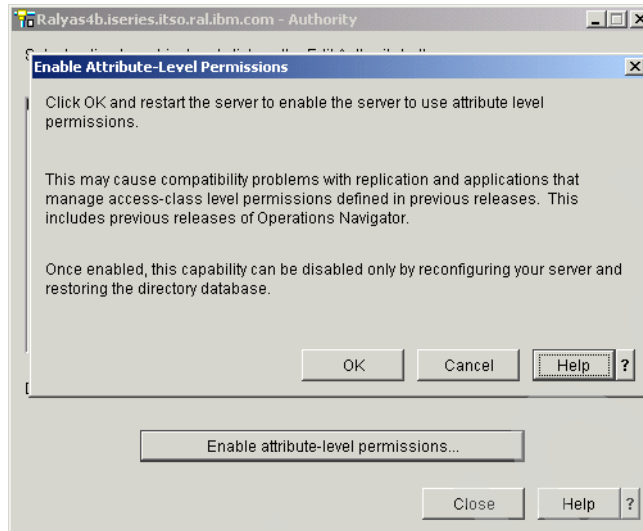 Ralyas4b.iseries.itso.ral.ibm.com - Authority
Enable Attribute-Level Permissions
Click OK and restart the server to enable the server to use attribute level
permissions.
This may cause compatibility problems with replication and applications that
manage access-class level permissions defined in previous releases. This
includes previous releases of Operations Navigator.
Once enabled, this capability can be disabled only by reconfiguring your server and
restoring the directory database.
OK Cancel Help ?
Enable attribute-level permissions...
Close Help ?